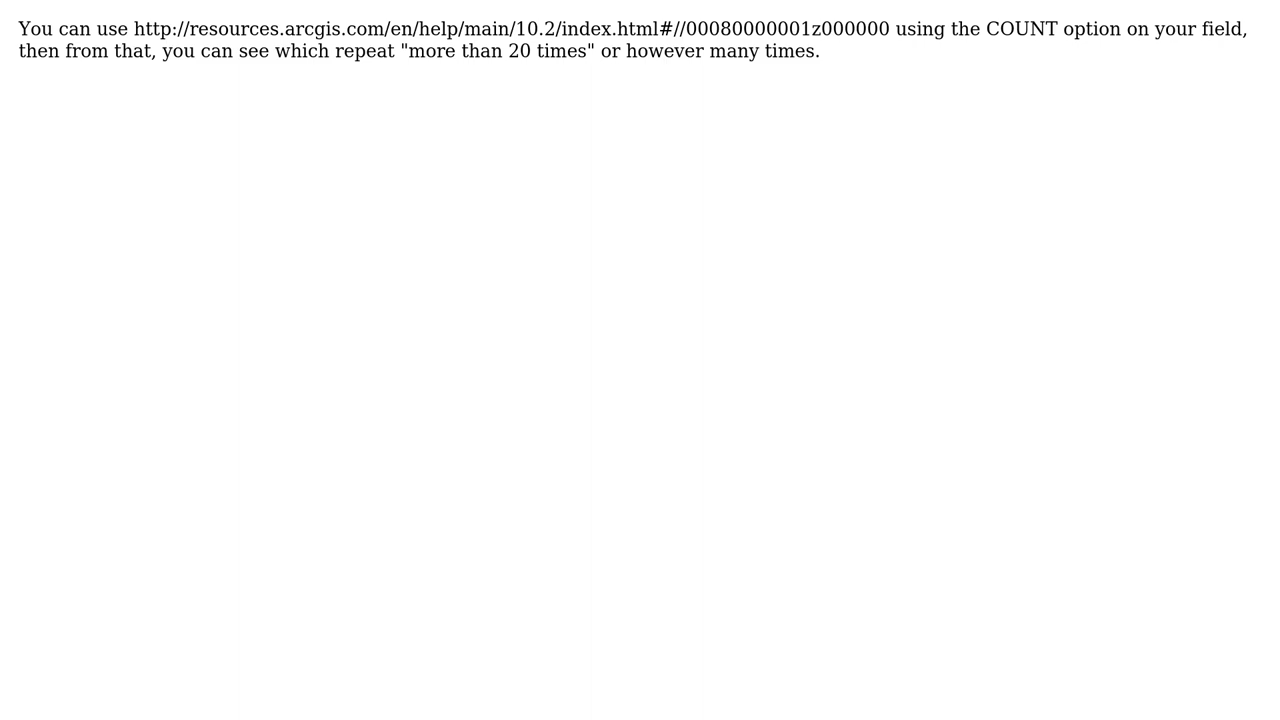 You can use http://resources.arcgis.com/en/help/main/10.2/index.html#//00080000001z000000 using the COUNT option on your field,
then from that, you can see which repeat "more than 20 times" or however many times.